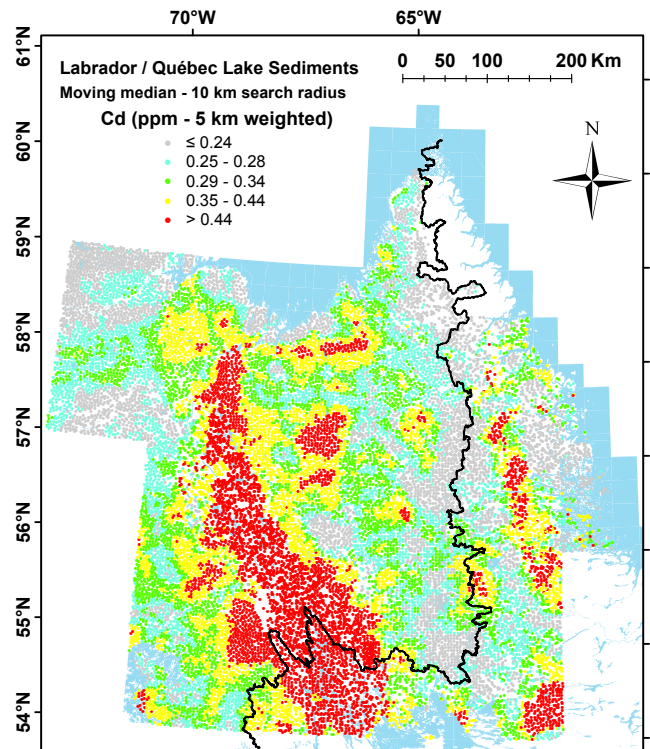 70°W 65°W
61°N
60°N
59°N
58°N
57°N
56°N
55°N
54°N
Labrador / Québec Lake Sediments
Moving median - 10 km search radius
Cd (ppm - 5 km weighted)
≤ 0.24
0.25 - 0.28
0.29 - 0.34
0.35 - 0.44
> 0.44
0 50 100 200 Km
N